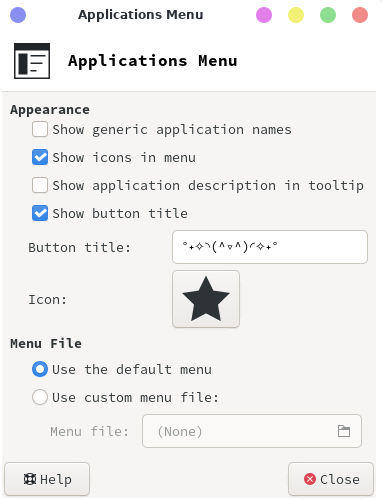 Applications Menu
Applications Menu
Appearance
Show generic application names
Show icons in menu
Show application description in tooltip
Show button title
Button title: °˖✧◝(^▿^)◜✧˖°
Icon:
Menu File
Use the default menu
Use custom menu file:
Menu file: (None)
Help Close